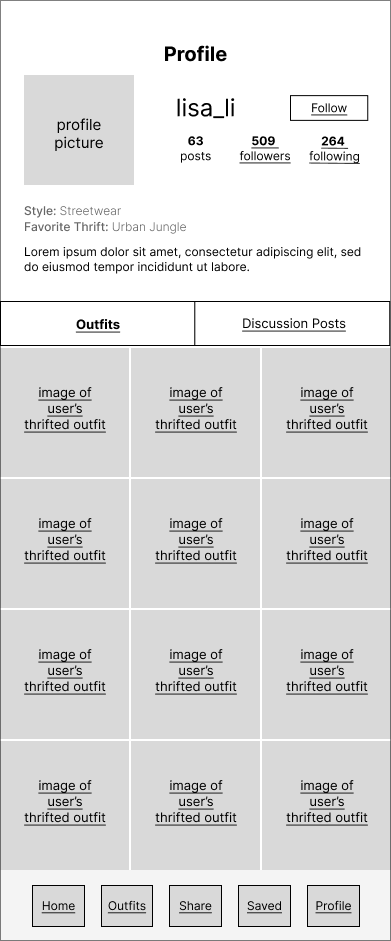 Profile
profile
picture
lisa_li
Follow
63
posts
509
followers
264
following
Style: Streetwear
Favorite Thrift: Urban Jungle
Lorem ipsum dolor sit amet, consectetur adipiscing elit, sed
do eiusmod tempor incididunt ut labore.
Outfits
Discussion Posts
image of
user’s
thrifted outfit
image of
user’s
thrifted outfit
image of
user’s
thrifted outfit
image of
user’s
thrifted outfit
image of
user’s
thrifted outfit
image of
user’s
thrifted outfit
image of
user’s
thrifted outfit
image of
user’s
thrifted outfit
image of
user’s
thrifted outfit
image of
user’s
thrifted outfit
image of
user’s
thrifted outfit
image of
user’s
thrifted outfit
Home
Outfits
Share
Saved
Profile